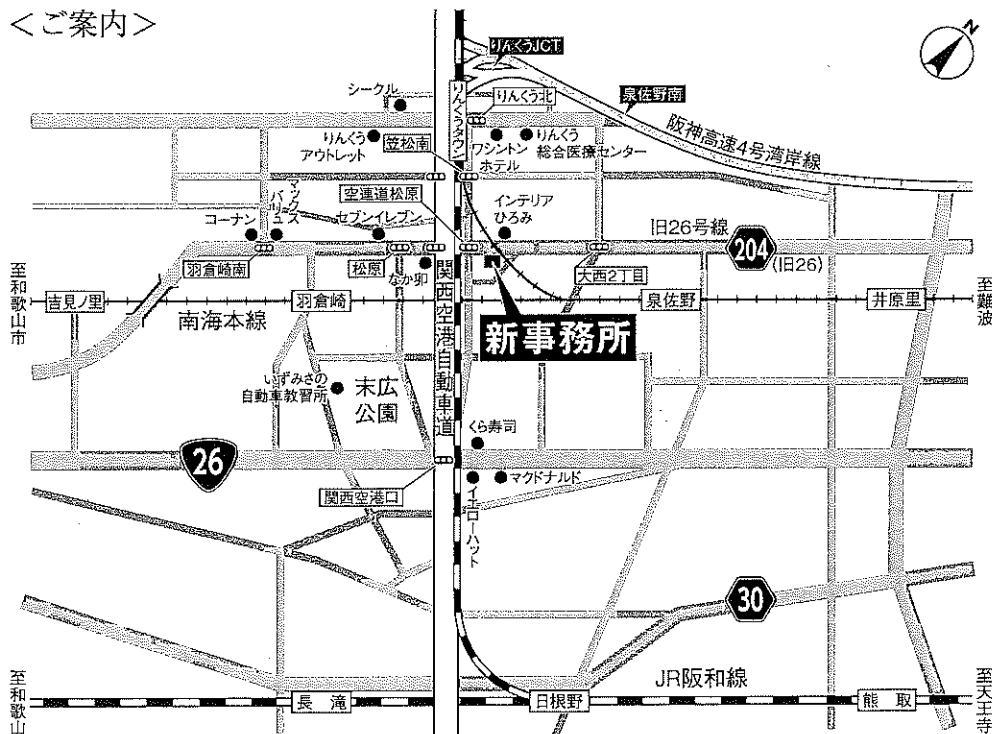 ＜ご案内＞
N
りんくうJCT
シークル
りんくうタウン
りんくう北
泉佐野南
阪神高速4号湾岸線
りんくう
アウトレット
笠松南
ワシントン
ホテル
りんくう
総合医療センター
空連道松原
インテリア
ひろみ
マックス
バリュ
コーナン
セブンイレブン
旧26号線
204
(旧26)
羽倉崎南
松原
なか卯
大西2丁目
至和歌山市
吉見ノ里
羽倉崎
泉佐野
井原里
至難波
南海本線
関西空港自動車道
新事務所
いずみさの
自動車教習所
末広
公園
くら寿司
26
マクドナルド
関西空港口
イエローハット
30
JR阪和線
至和歌山
長滝
日根野
熊取
至天王寺